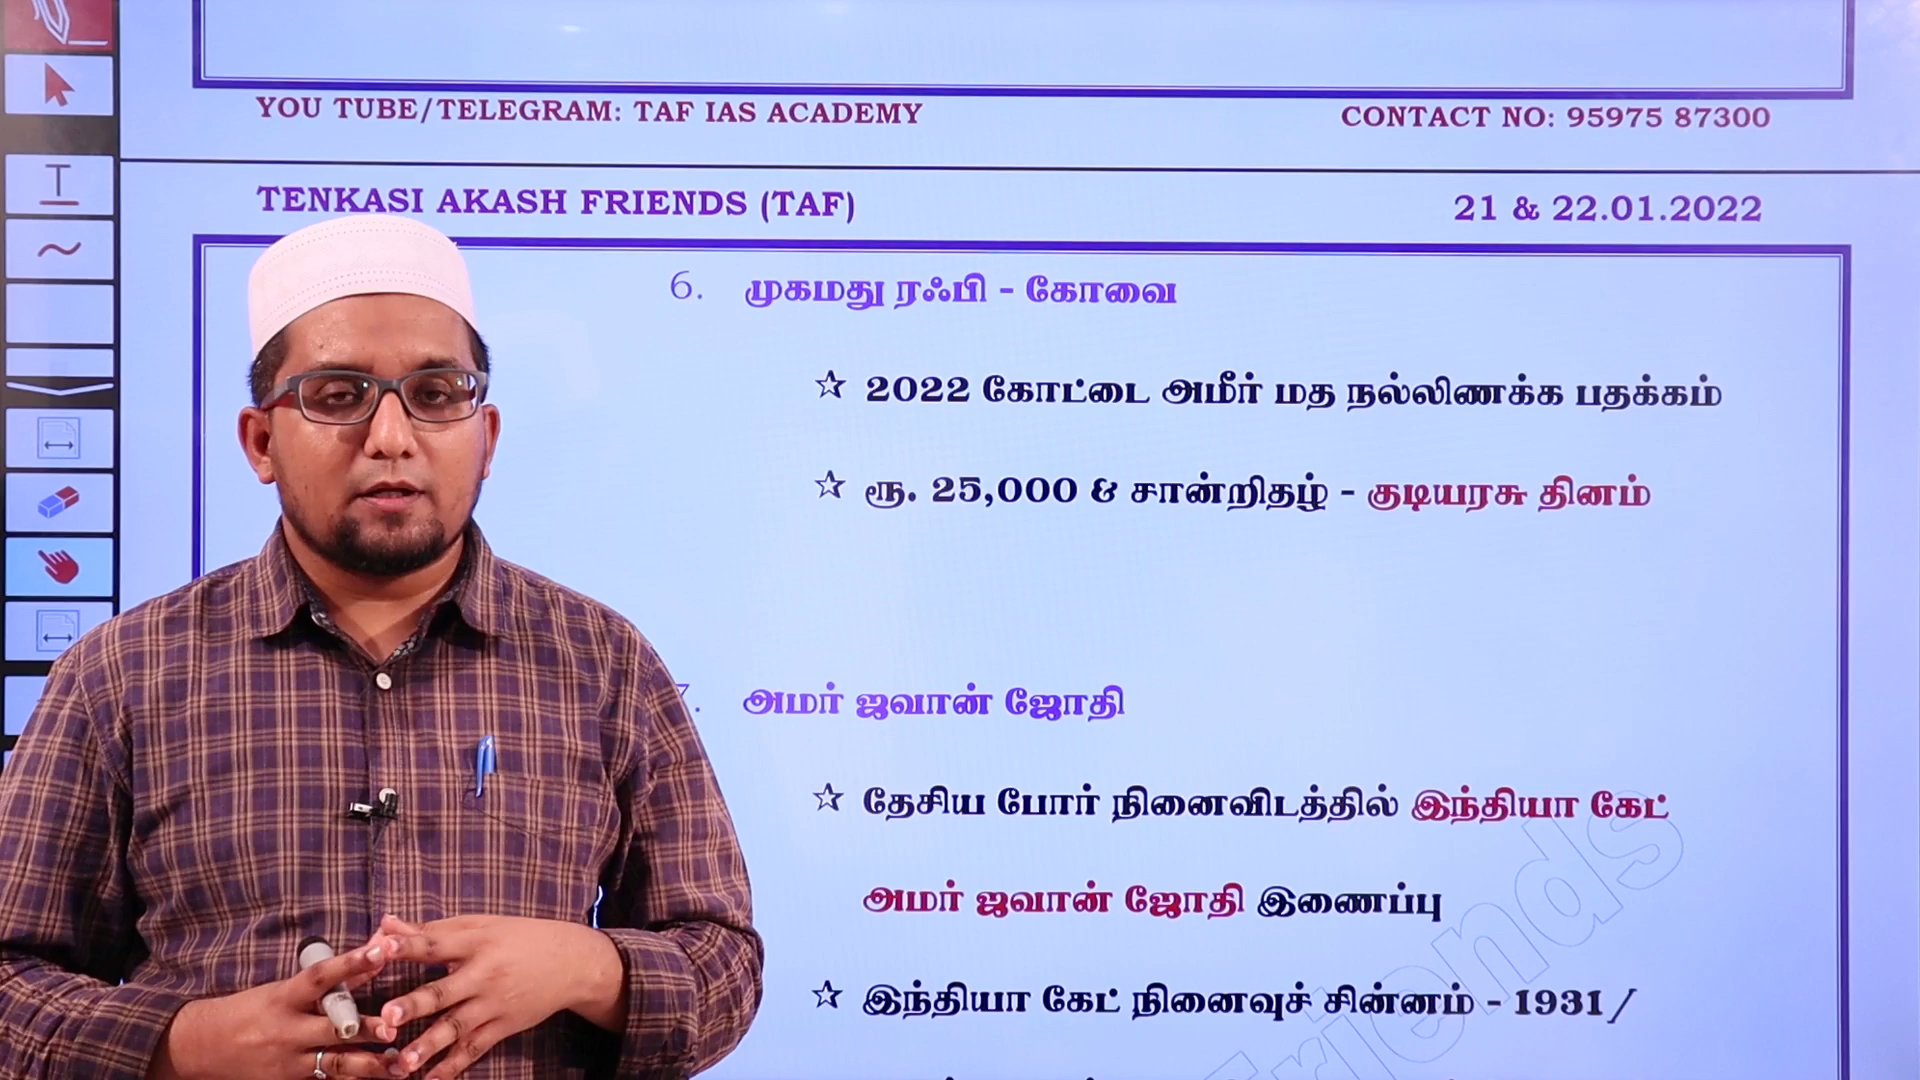 YOU TUBE/TELEGRAM: TAF IAS ACADEMY
CONTACT NO: 95975 87300
TENKASI AKASH FRIENDS (TAF)
21 & 22.01.2022
6. முகமது ரஃபி - கோவை
☆ 2022 கோட்டை அமீர் மத நல்லிணக்க பதக்கம்
☆ ரூ. 25,000 & சான்றிதழ் - குடியரசு தினம்
7. அமர் ஜவான் ஜோதி
☆ தேசிய போர் நினைவிடத்தில் இந்தியா கேட்
அமர் ஜவான் ஜோதி இணைப்பு
☆ இந்தியா கேட் நினைவுச் சின்னம் - 1931/
Friends